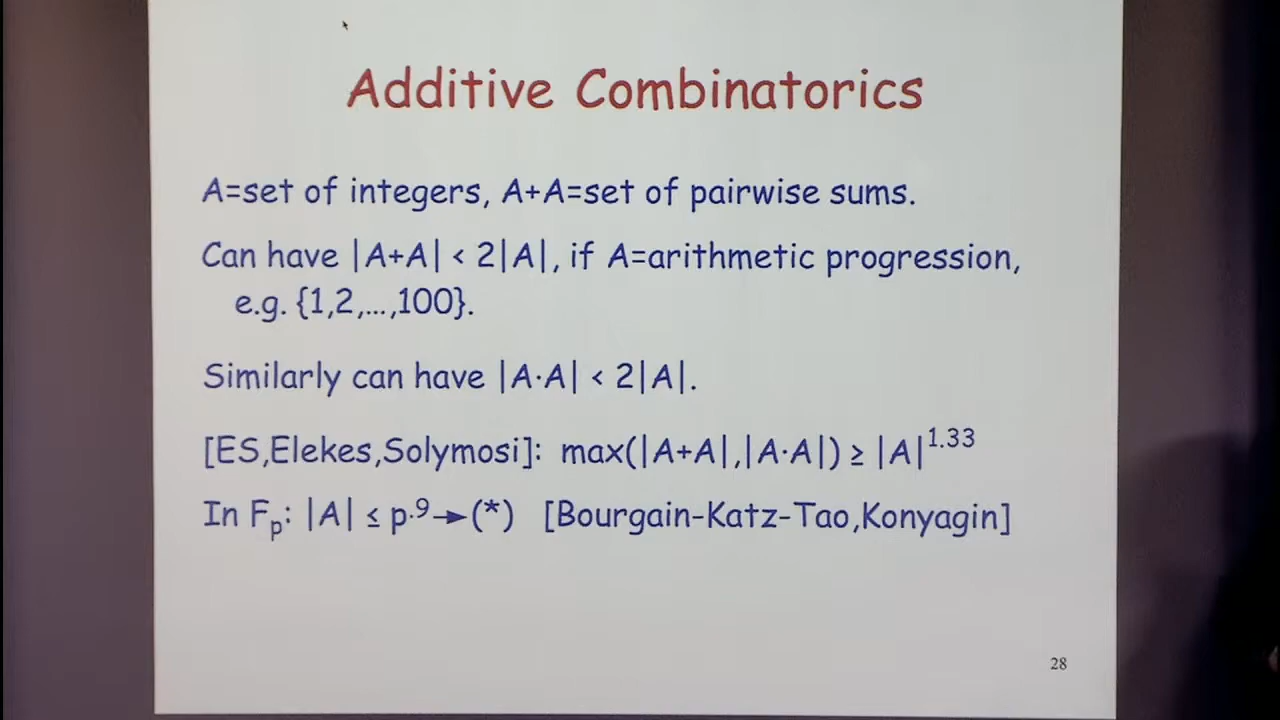 Additive Combinatorics
A=set of integers, A+A=set of pairwise sums.
Can have |A+A| < 2|A|, if A=arithmetic progression,
e.g. {1,2,...,100}.
Similarly can have |A·A| < 2|A|.
[ES,Elekes,Solymosi]: max(|A+A|,|A·A|) ≥ |A|^1.33
In F_p: |A| ≤ p^.9→(*) [Bourgain-Katz-Tao,Konyagin]
28